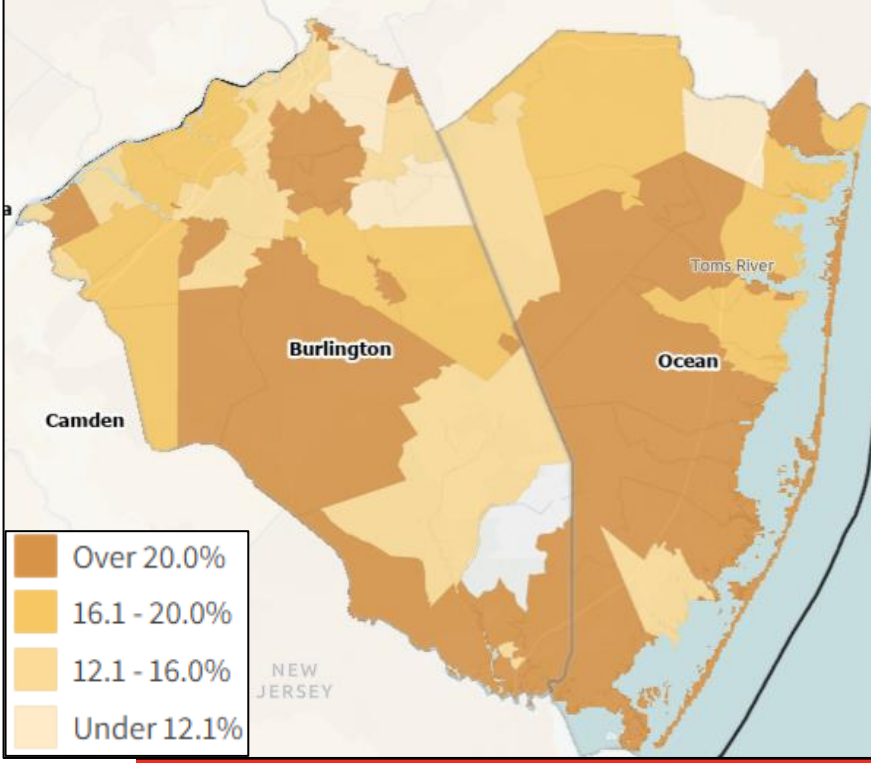 a
Toms River
Burlington
Ocean
Camden
Over 20.0%
16.1 - 20.0%
12.1 - 16.0%
Under 12.1%
NEW
JERSEY